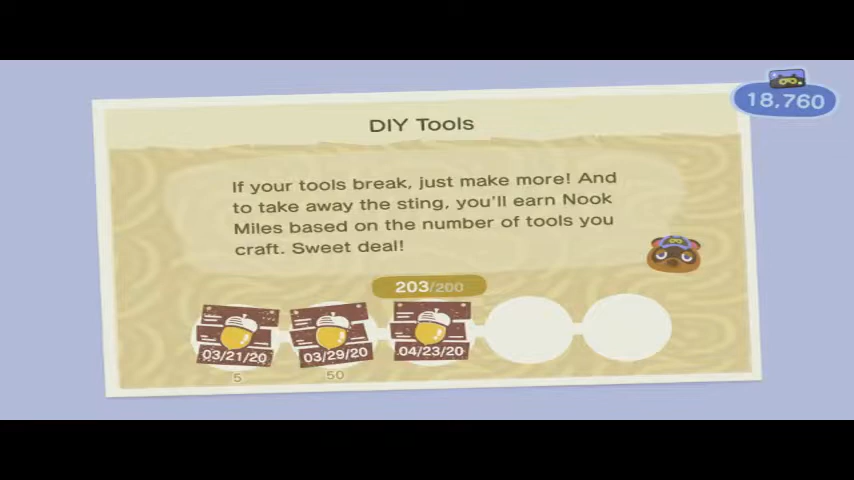 18,760
DIY Tools
If your tools break, just make more! And
to take away the sting, you'll earn Nook
Miles based on the number of tools you
craft. Sweet deal!
203/200
03/21/20 03/29/20 04/23/20
5 50